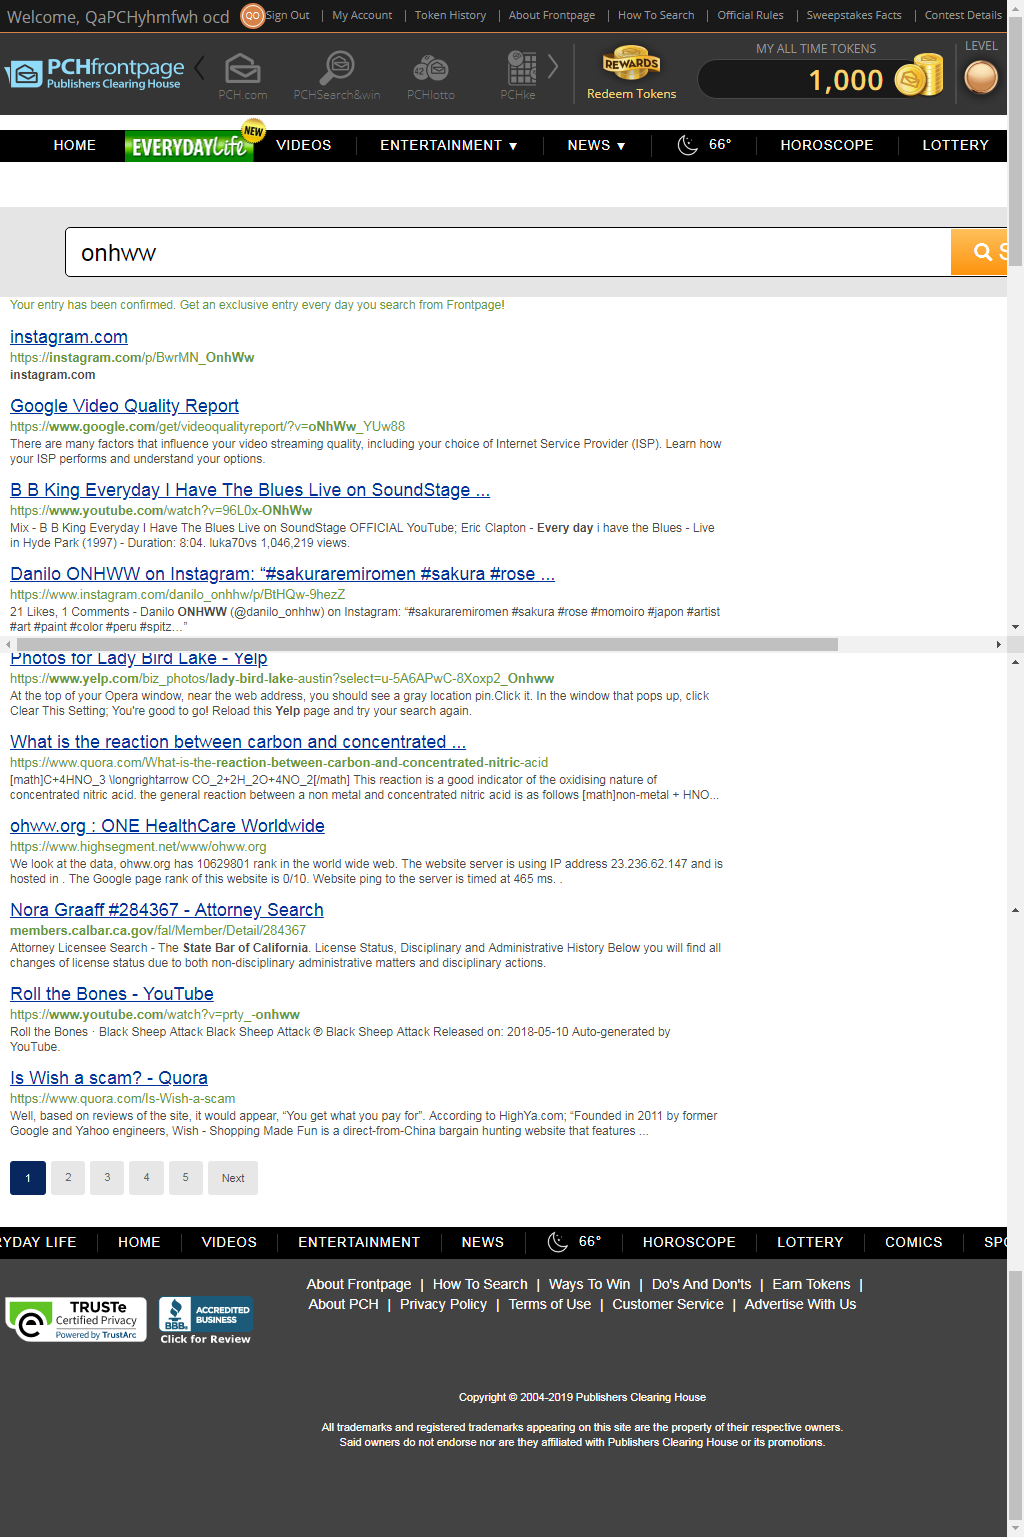 Welcome, QaPCHyhmfwh ocd QO Sign Out | My Account | Token History | About Frontpage | How To Search | Official Rules | Sweepstakes Facts | Contest Details
PCHfrontpage
Publishers Clearing House
PCH.com
PCHSearch&win
42
PCHlotto
PCHke
REWARDS
Redeem Tokens
MY ALL TIME TOKENS
1,000
LEVEL
HOME
EVERYDAY Life
NEW
VIDEOS
ENTERTAINMENT ▼
NEWS ▼
66°
HOROSCOPE
LOTTERY
onhww
S
Your entry has been confirmed. Get an exclusive entry every day you search from Frontpage!
instagram.com
https://instagram.com/p/BwrMN_OnhWw
instagram.com
Google Video Quality Report
https://www.google.com/get/videoqualityreport/?v=oNhWw_YUw88
There are many factors that influence your video streaming quality, including your choice of Internet Service Provider (ISP). Learn how
your ISP performs and understand your options.
B B King Everyday I Have The Blues Live on SoundStage ...
https://www.youtube.com/watch?v=96L0x-ONhWw
Mix - B B King Everyday I Have The Blues Live on SoundStage OFFICIAL YouTube; Eric Clapton - Every day i have the Blues - Live
in Hyde Park (1997) - Duration: 8:04. luka70vs 1,046,219 views.
Danilo ONHWW on Instagram: “#sakuraremiromen #sakura #rose ...
https://www.instagram.com/danilo_onhhw/p/BtHQw-9hezZ
21 Likes, 1 Comments - Danilo ONHWW (@danilo_onhhw) on Instagram: “#sakuraremiromen #sakura #rose #momoiro #japon #artist
#art #paint #color #peru #spitz…”
Photos for Lady Bird Lake - Yelp
https://www.yelp.com/biz_photos/lady-bird-lake-austin?select=u-5A6APwC-8Xoxp2_Onhww
At the top of your Opera window, near the web address, you should see a gray location pin.Click it. In the window that pops up, click
Clear This Setting; You're good to go! Reload this Yelp page and try your search again.
What is the reaction between carbon and concentrated ...
https://www.quora.com/What-is-the-reaction-between-carbon-and-concentrated-nitric-acid
[math]C+4HNO_3 \longrightarrow CO_2+2H_2O+4NO_2[/math] This reaction is a good indicator of the oxidising nature of
concentrated nitric acid. the general reaction between a non metal and concentrated nitric acid is as follows [math]non-metal + HNO...
ohww.org : ONE HealthCare Worldwide
https://www.highsegment.net/www/ohww.org
We look at the data, ohww.org has 10629801 rank in the world wide web. The website server is using IP address 23.236.62.147 and is
hosted in . The Google page rank of this website is 0/10. Website ping to the server is timed at 465 ms. .
Nora Graaff #284367 - Attorney Search
members.calbar.ca.gov/fal/Member/Detail/284367
Attorney Licensee Search - The State Bar of California. License Status, Disciplinary and Administrative History Below you will find all
changes of license status due to both non-disciplinary administrative matters and disciplinary actions.
Roll the Bones - YouTube
https://www.youtube.com/watch?v=prty_-onhww
Roll the Bones · Black Sheep Attack Black Sheep Attack ℗ Black Sheep Attack Released on: 2018-05-10 Auto-generated by
YouTube.
Is Wish a scam? - Quora
https://www.quora.com/Is-Wish-a-scam
Well, based on reviews of the site, it would appear, “You get what you pay for”. According to HighYa.com; “Founded in 2011 by former
Google and Yahoo engineers, Wish - Shopping Made Fun is a direct-from-China bargain hunting website that features ...
1 2 3 4 5 Next
RYDAY LIFE
HOME
VIDEOS
ENTERTAINMENT
NEWS
66°
HOROSCOPE
LOTTERY
COMICS
SPO
About Frontpage | How To Search | Ways To Win | Do's And Don'ts | Earn Tokens |
About PCH | Privacy Policy | Terms of Use | Customer Service | Advertise With Us
TRUSTe
Certified Privacy
Powered by TrustArc
BBB.
ACCREDITED
BUSINESS
Click for Review
Copyright © 2004-2019 Publishers Clearing House
All trademarks and registered trademarks appearing on this site are the property of their respective owners.
Said owners do not endorse nor are they affiliated with Publishers Clearing House or its promotions.